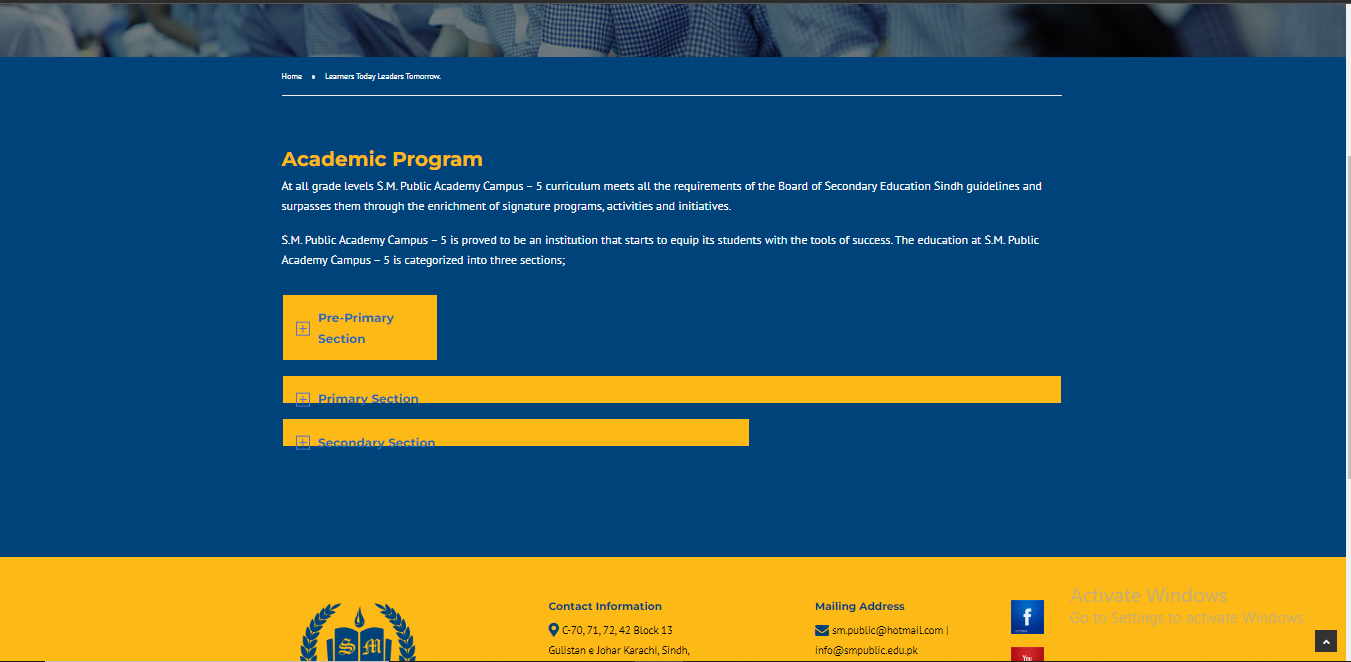 Home • Learners Today Leaders Tomorrow.
Academic Program
At all grade levels S.M. Public Academy Campus – 5 curriculum meets all the requirements of the Board of Secondary Education Sindh guidelines and
surpasses them through the enrichment of signature programs, activities and initiatives.
S.M. Public Academy Campus – 5 is proved to be an institution that starts to equip its students with the tools of success. The education at S.M. Public
Academy Campus – 5 is categorized into three sections;
Pre-Primary
Section
Primary Section
Secondary Section
S M
Contact Information
C-70, 71, 72, 42 Block 13
Gulistan e Johar Karachi, Sindh,
Mailing Address
sm.public@hotmail.com |
info@smpublic.edu.pk
f
You
Activate Windows
Go to Settings to activate Windows.